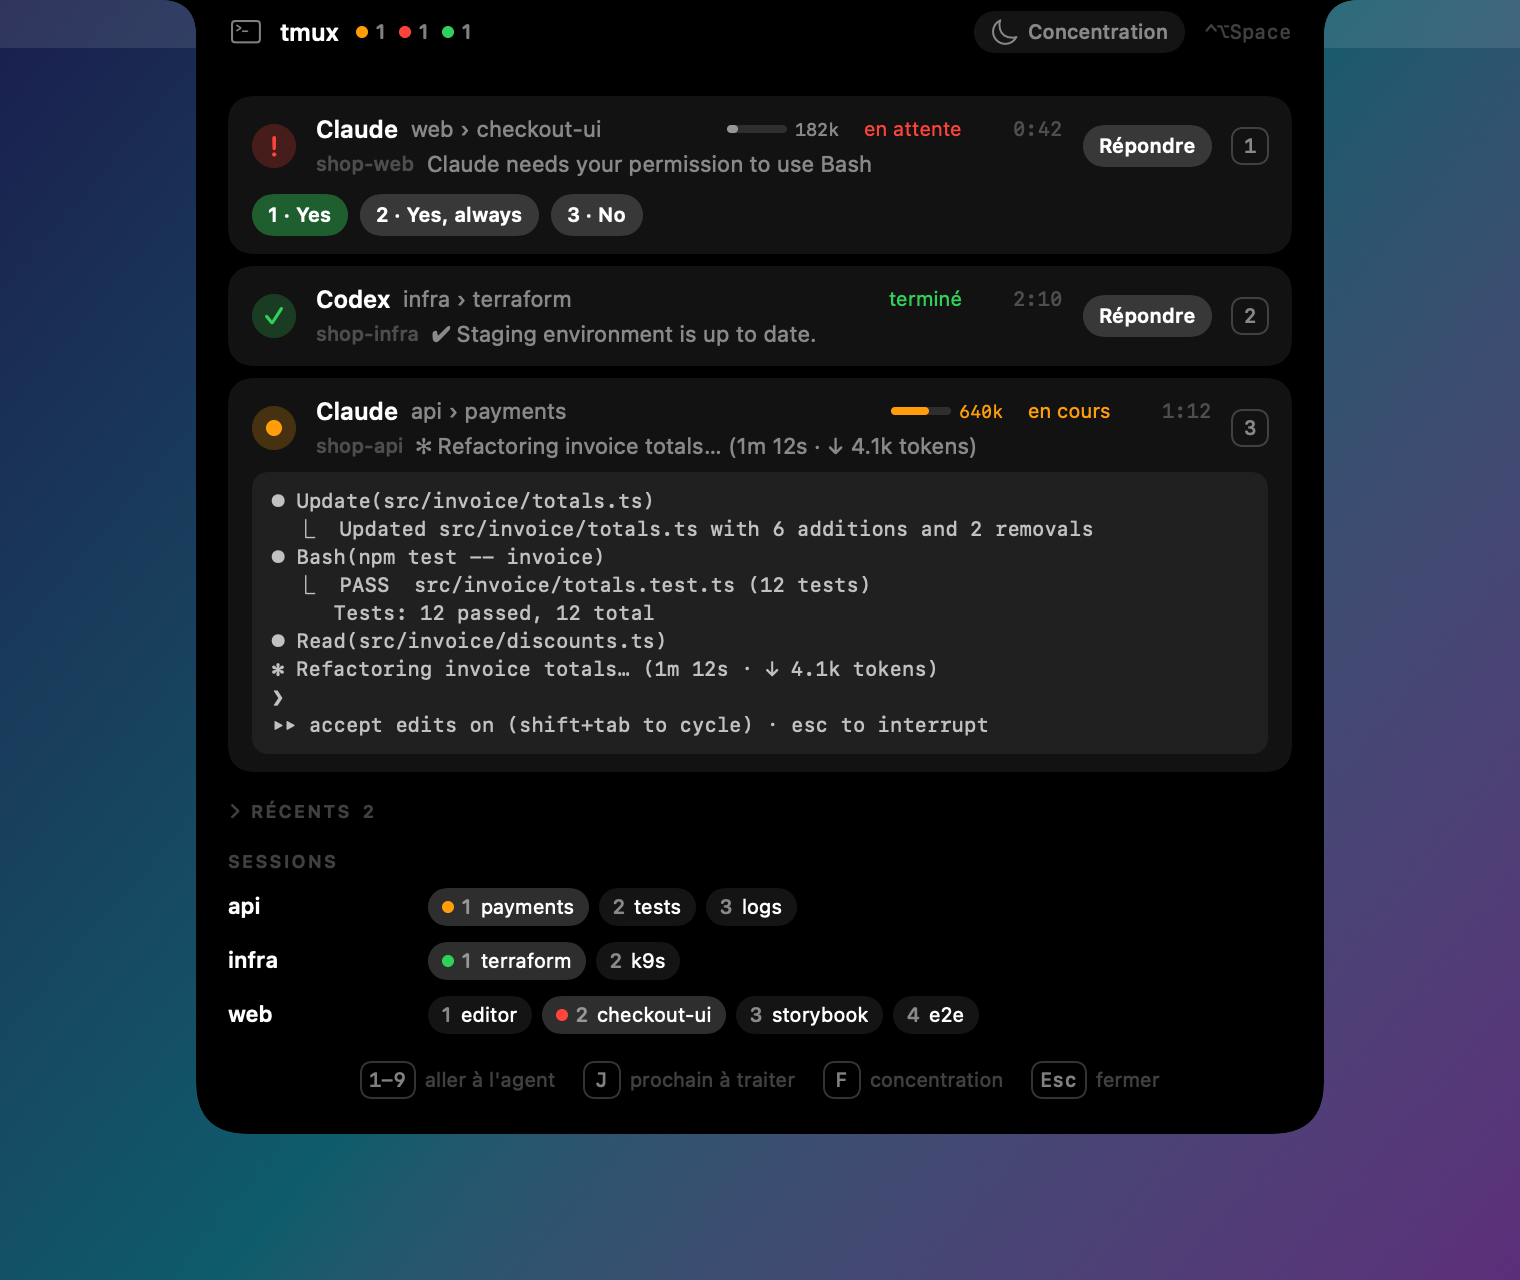 tmux 1 1 1 Concentration ^⌥Space
Claude web › checkout-ui 182k en attente 0:42 Répondre 1
shop-web Claude needs your permission to use Bash
1 · Yes 2 · Yes, always 3 · No
Codex infra › terraform terminé 2:10 Répondre 2
shop-infra ✔ Staging environment is up to date.
Claude api › payments 640k en cours 1:12 3
shop-api ✻ Refactoring invoice totals… (1m 12s · ↓ 4.1k tokens)
● Update(src/invoice/totals.ts)
⎿ Updated src/invoice/totals.ts with 6 additions and 2 removals
● Bash(npm test -- invoice)
⎿ PASS src/invoice/totals.test.ts (12 tests)
Tests: 12 passed, 12 total
● Read(src/invoice/discounts.ts)
✻ Refactoring invoice totals… (1m 12s · ↓ 4.1k tokens)
❯
▸▸ accept edits on (shift+tab to cycle) · esc to interrupt
RÉCENTS 2
SESSIONS
api 1 payments 2 tests 3 logs
infra 1 terraform 2 k9s
web 1 editor 2 checkout-ui 3 storybook 4 e2e
1–9 aller à l'agent J prochain à traiter F concentration Esc fermer